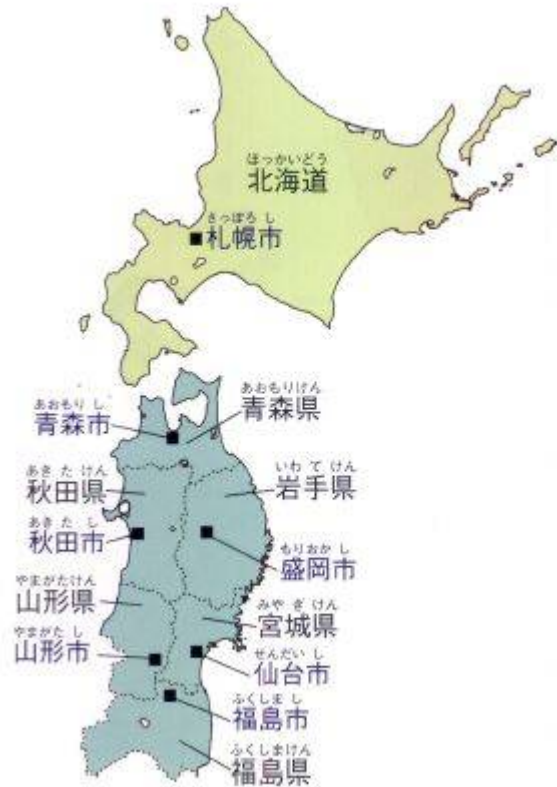 ほっかいどう
北海道
さっぽろ し
札幌市
あおもりけん
青森県
あおもり し
青森市
あき た けん
秋田県
いわ て けん
岩手県
あき た し
秋田市
もりおか し
盛岡市
やまがたけん
山形県
みや ぎ けん
宮城県
やまがた し
山形市
せんだい し
仙台市
ふくしま し
福島市
ふくしまけん
福島県